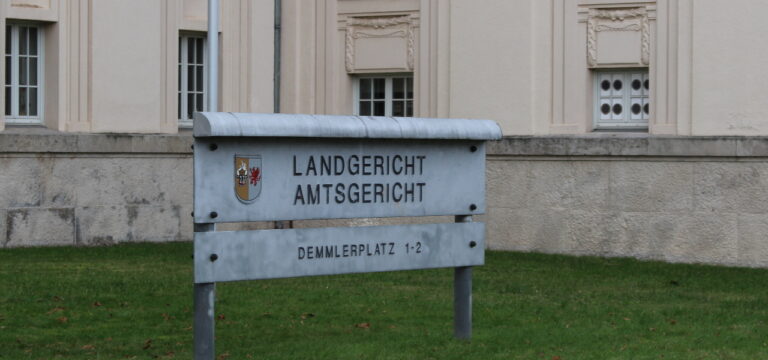 LANDGERICHT
AMTSGERICHT
DEMMLERPLATZ 1-2